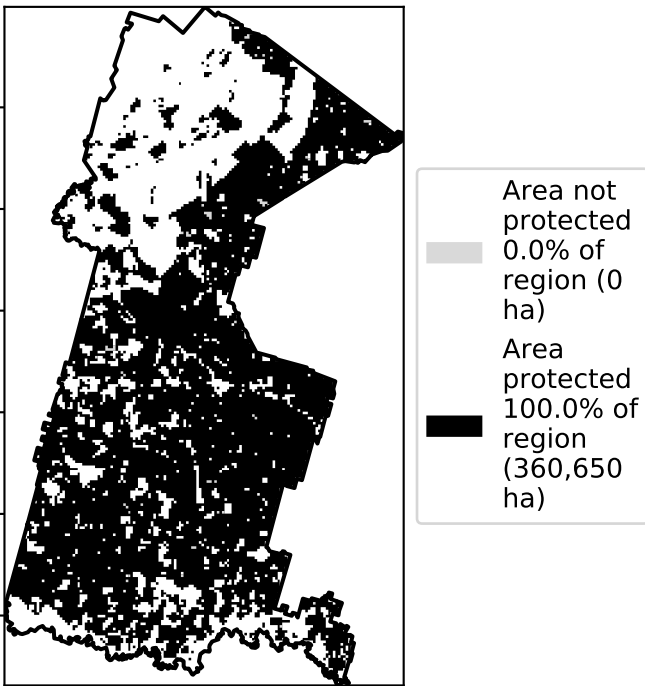 Area not
protected
0.0% of
region (0
ha)
Area
protected
100.0% of
region
(360,650
ha)